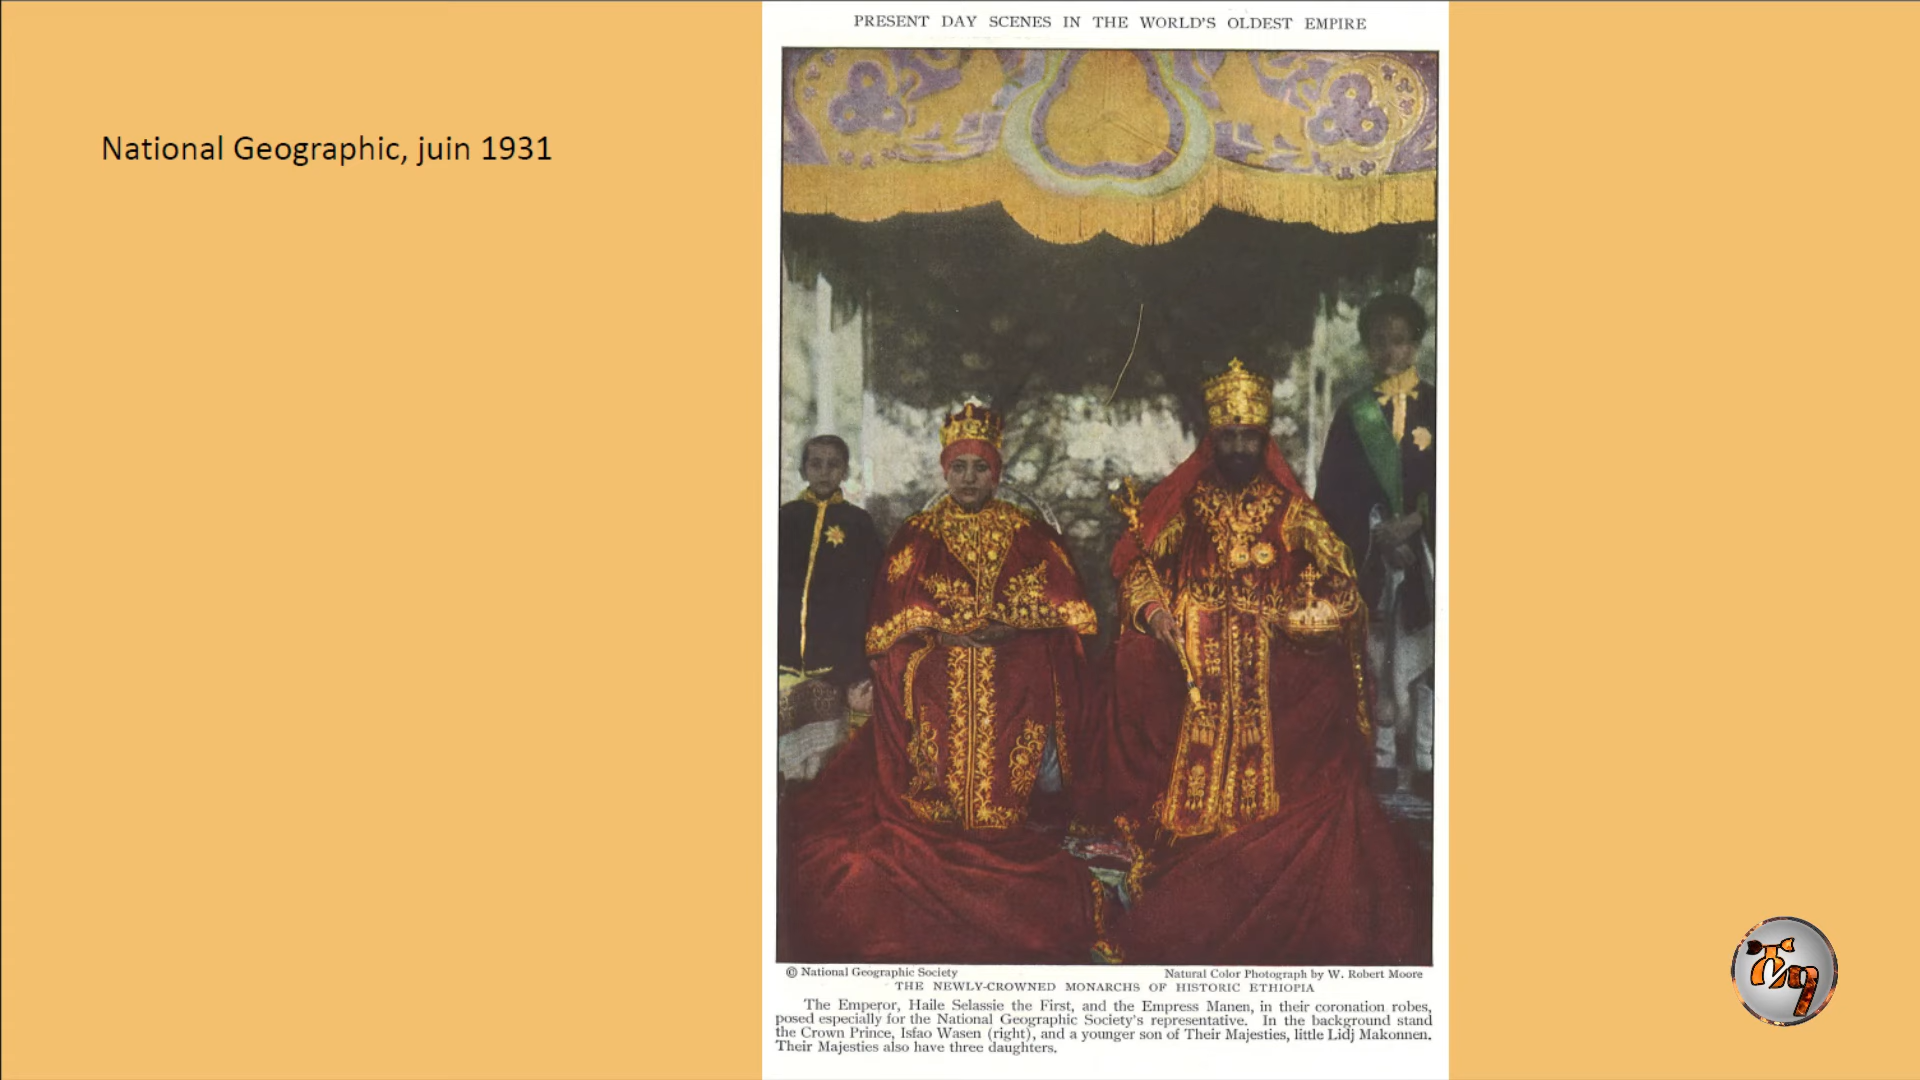 PRESENT DAY SCENES IN THE WORLD'S OLDEST EMPIRE
National Geographic, juin 1931
© National Geographic Society
Natural Color Photograph by W. Robert Moore
THE NEWLY-CROWNED MONARCHS OF HISTORIC ETHIOPIA
The Emperor, Haile Selassie the First, and the Empress Manen, in their coronation robes,
posed especially for the National Geographic Society's representative. In the background stand
the Crown Prince, Isfao Wasen (right), and a younger son of Their Majesties, little Lidj Makonnen.
Their Majesties also have three daughters.